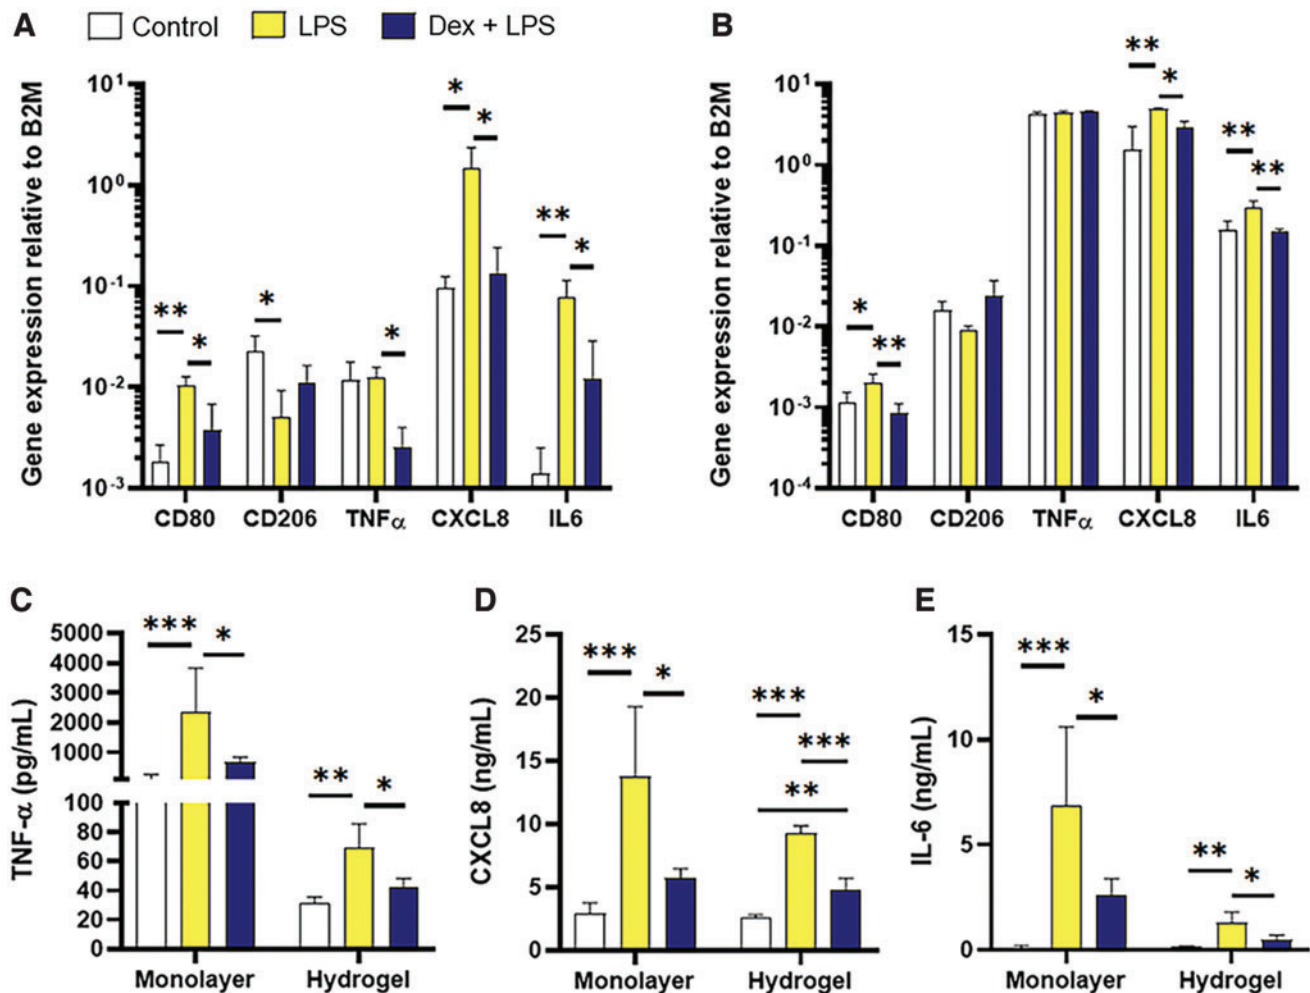 A Control LPS Dex + LPS
Gene expression relative to B2M
10^1
10^0
10^-1
10^-2
10^-3
** * * * * * ** *
CD80 CD206 TNFα CXCL8 IL6
B
Gene expression relative to B2M
10^1
10^0
10^-1
10^-2
10^-3
10^-4
* ** ** * ** **
CD80 CD206 TNFα CXCL8 IL6
C
TNF-α (pg/mL)
5000
4000
3000
2000
1000
100
80
60
40
20
0
*** * ** *
Monolayer Hydrogel
D
CXCL8 (ng/mL)
25
20
15
10
5
0
*** * *** *** **
Monolayer Hydrogel
E
IL-6 (ng/mL)
15
10
5
0
*** * ** *
Monolayer Hydrogel